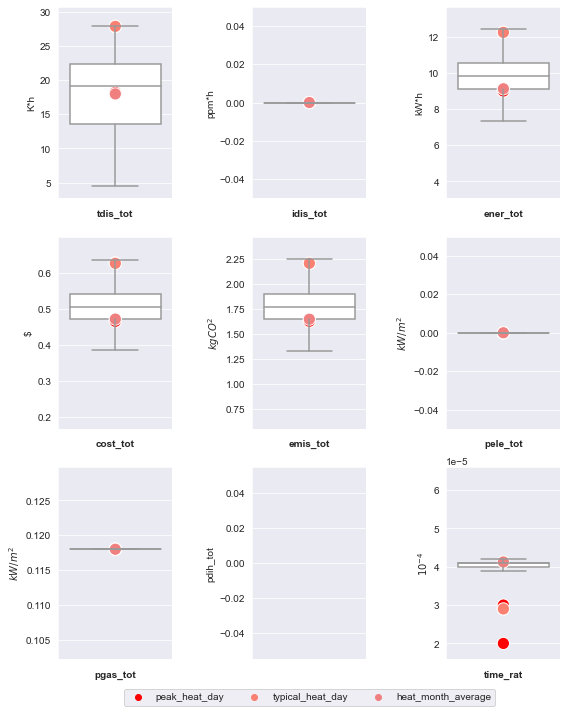 30
25
20
15
10
5
K*h
tdis_tot
0.04
0.02
0.00
−0.02
−0.04
ppm*h
idis_tot
12
10
8
6
4
kW*h
ener_tot
0.6
0.5
0.4
0.3
0.2
$
cost_tot
2.25
2.00
1.75
1.50
1.25
1.00
0.75
kgCO²
emis_tot
0.04
0.02
0.00
−0.02
−0.04
kW/m²
pele_tot
0.125
0.120
0.115
0.110
0.105
kW/m²
pgas_tot
0.04
0.02
0.00
−0.02
−0.04
pdih_tot
1e−5
6
5
4
3
2
10⁻⁴
time_rat
peak_heat_day typical_heat_day heat_month_average